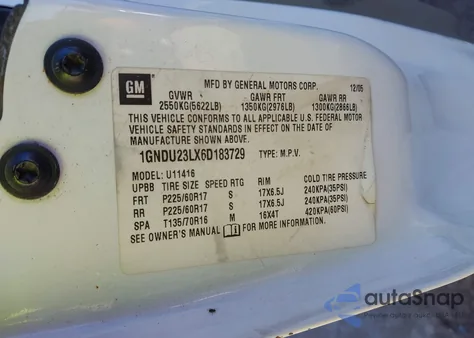 GM
MFD BY GENERAL MOTORS CORP. 12/05
GVWR GAWR FRT GAWR RR
2550KG(5622LB) 1350KG(2976LB) 1300KG(2866LB)
THIS VEHICLE CONFORMS TO ALL APPLICABLE U.S. FEDERAL MOTOR
VEHICLE SAFETY STANDARDS IN EFFECT ON THE DATE OF
MANUFACTURE SHOWN ABOVE.
1GNDU23LX6D183729 TYPE: M.P.V.
MODEL: U11416
UPBB TIRE SIZE SPEED RTG RIM COLD TIRE PRESSURE
FRT P225/60R17 S 17X6.5J 240KPA(35PSI)
RR P225/60R17 S 17X6.5J 240KPA(35PSI)
SPA T135/70R16 M 16X4T 420KPA(60PSI)
SEE OWNER'S MANUAL FOR MORE INFORMATION.
autoSnap